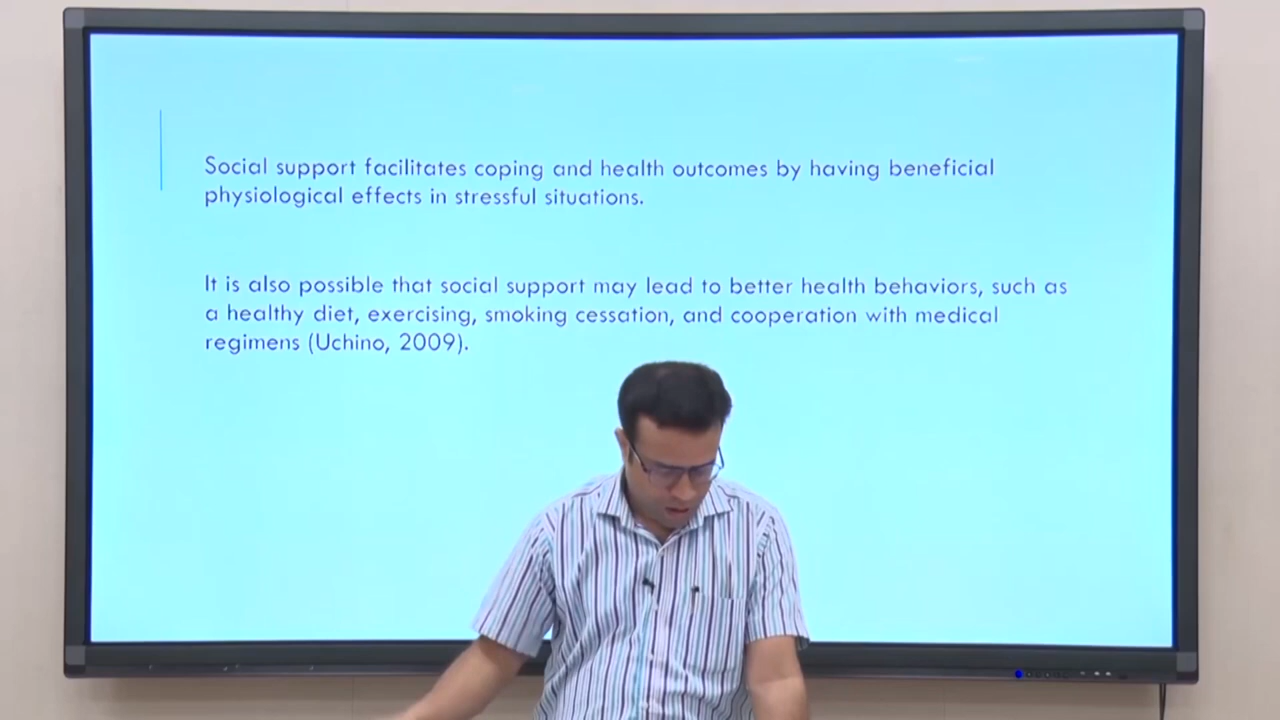 Social support facilitates coping and health outcomes by having beneficial
physiological effects in stressful situations.
It is also possible that social support may lead to better health behaviors, such as
a healthy diet, exercising, smoking cessation, and cooperation with medical
regimens (Uchino, 2009).